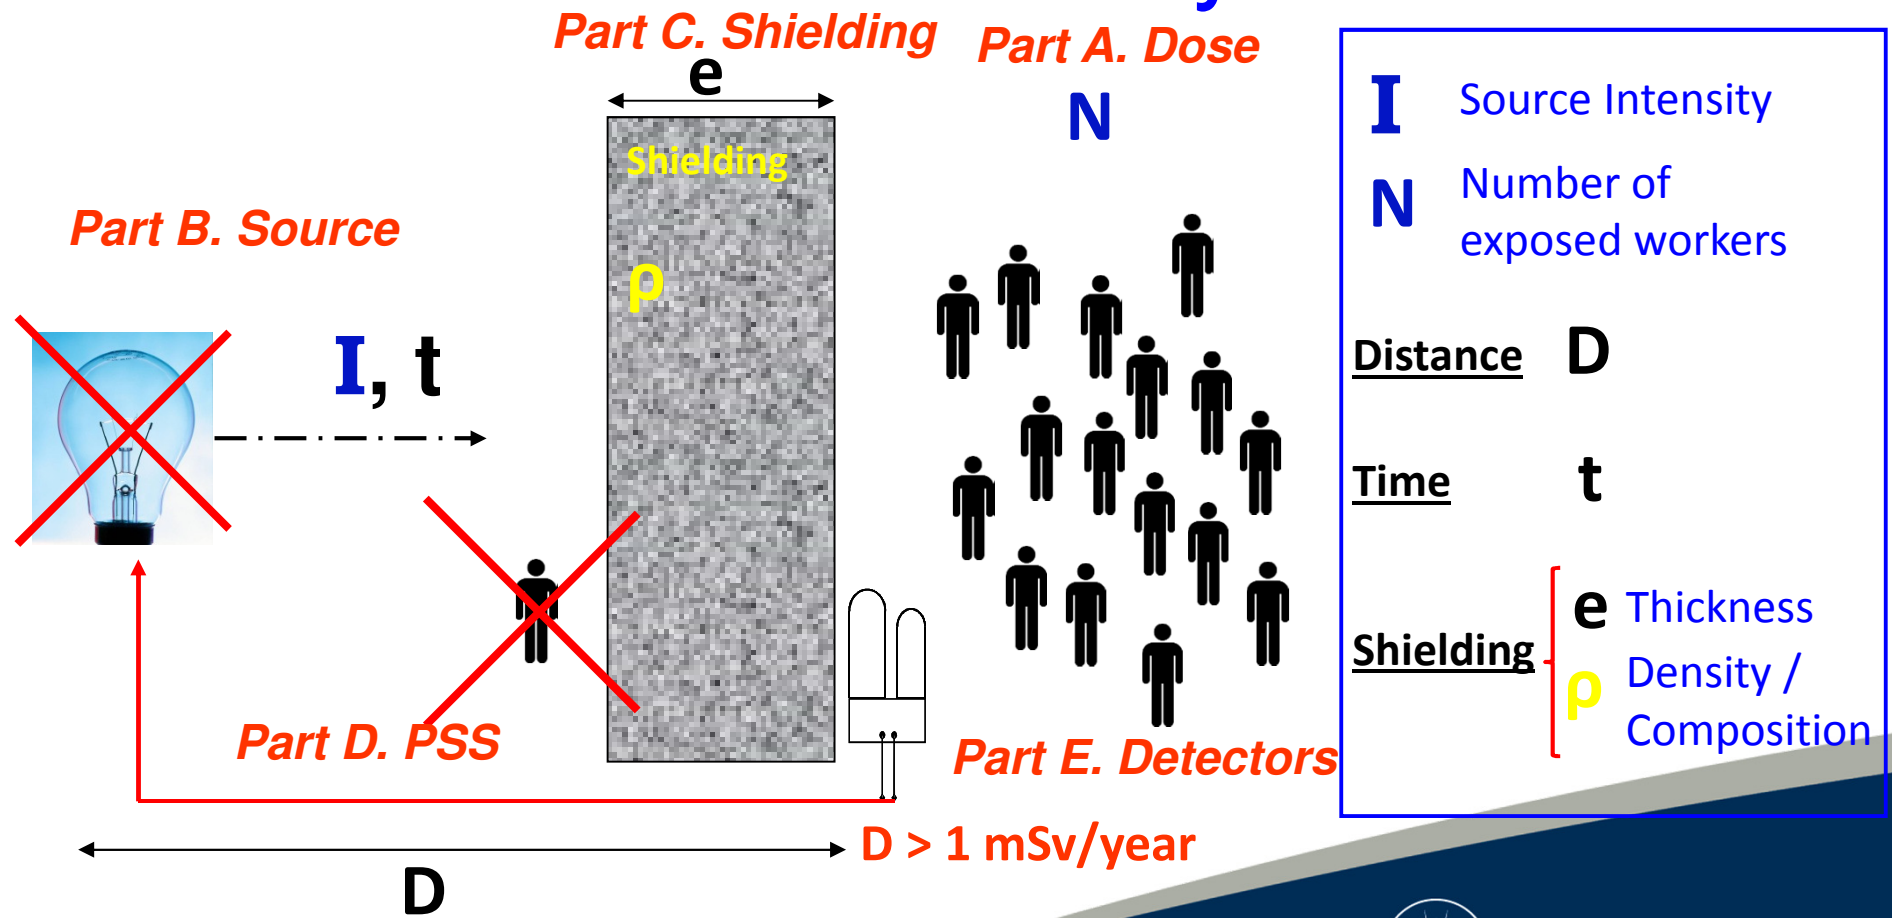 Part C. Shielding
Part A. Dose
e
N
Shielding
Part B. Source
ρ
I, t
Part D. PSS
Part E. Detectors
D > 1 mSv/year
D
I Source Intensity
N Number of
exposed workers
Distance D
Time t
Shielding
e Thickness
ρ Density /
Composition